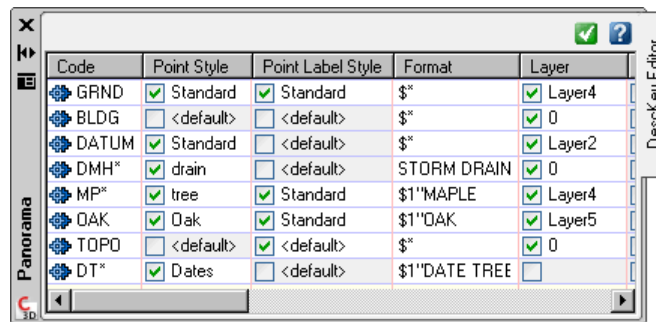 Code Point Style Point Label Style Format Layer
GRND Standard Standard $* Layer4
BLDG <default> <default> $* 0
DATUM Standard <default> $* Layer2
DMH* drain <default> STORM DRAIN 0
MP* tree Standard $1"MAPLE Layer4
OAK Oak Standard $1"OAK Layer5
TOPO <default> <default> $* 0
DT* Dates <default> $1"DATE TREE
Panorama
DescKey Editor
C 3D